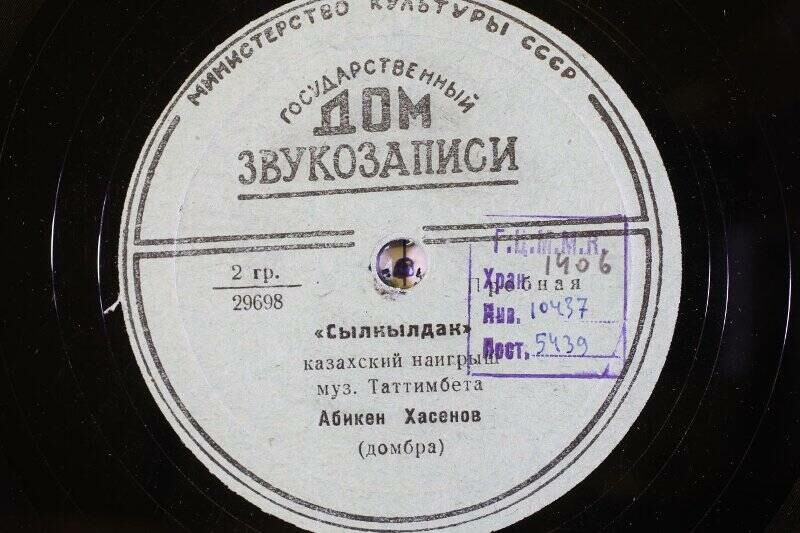 МИНИСТЕРСТВО КУЛЬТУРЫ СССР
ГОСУДАРСТВЕННЫЙ
ДОМ
ЗВУКОЗАПИСИ
2 гр.
29698
Г.Ц.М.М.К.
Хран. 1406
Пробная
Инв. 10437
Пост. 5439
«Сылкылдак»
казахский наигрыш
муз. Таттимбета
Абикен Хасенов
(домбра)